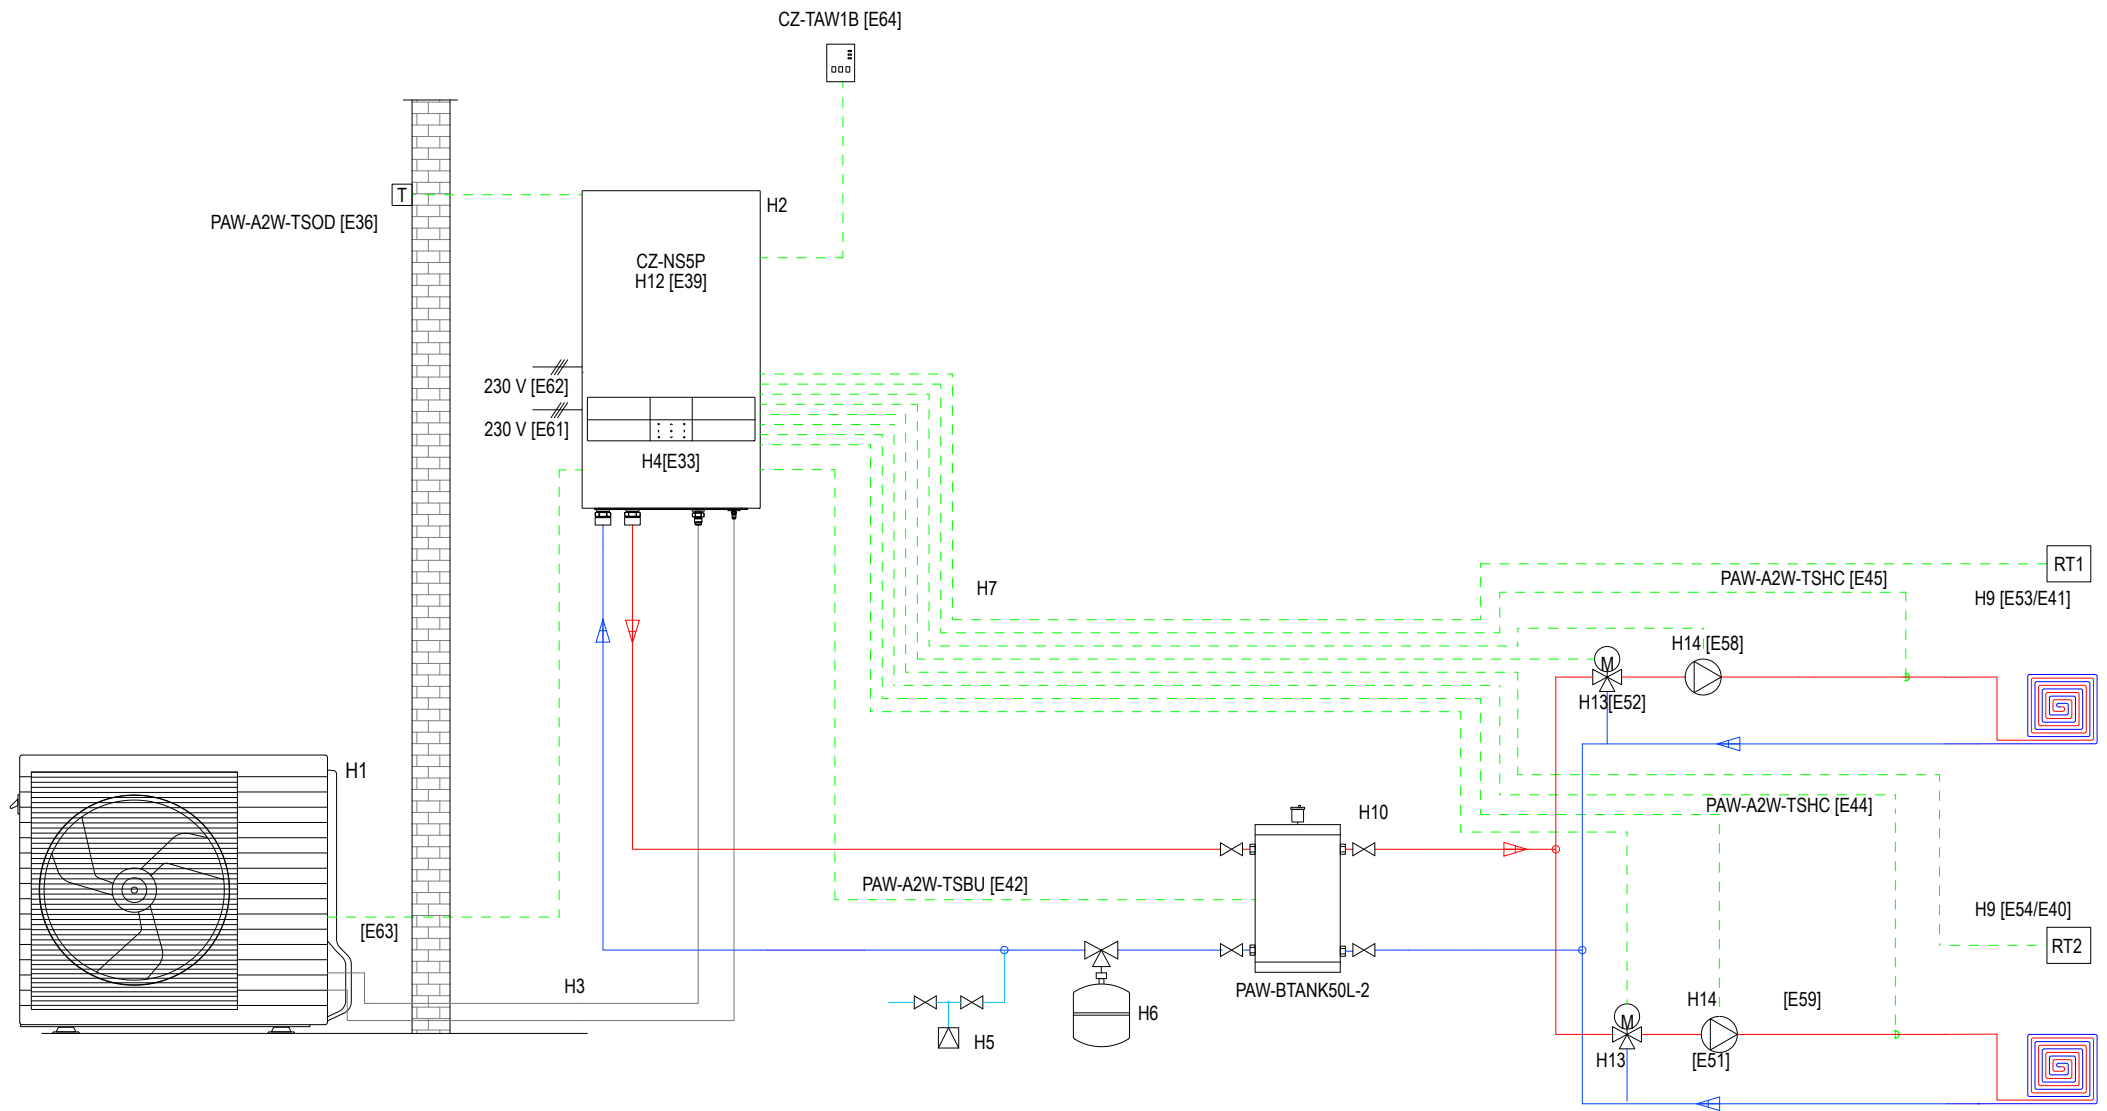 CZ-TAW1B [E64]
T
PAW-A2W-TSOD [E36]
H2
CZ-NS5P
H12 [E39]
230 V [E62]
230 V [E61]
H4[E33]
H7
RT1
PAW-A2W-TSHC [E45]
H9 [E53/E41]
H14 [E58]
M
H13[E52]
H1
PAW-A2W-TSHC [E44]
H10
PAW-A2W-TSBU [E42]
H9 [E54/E40]
[E63]
RT2
H3
PAW-BTANK50L-2
H14
[E59]
H6
M
H5
H13
[E51]